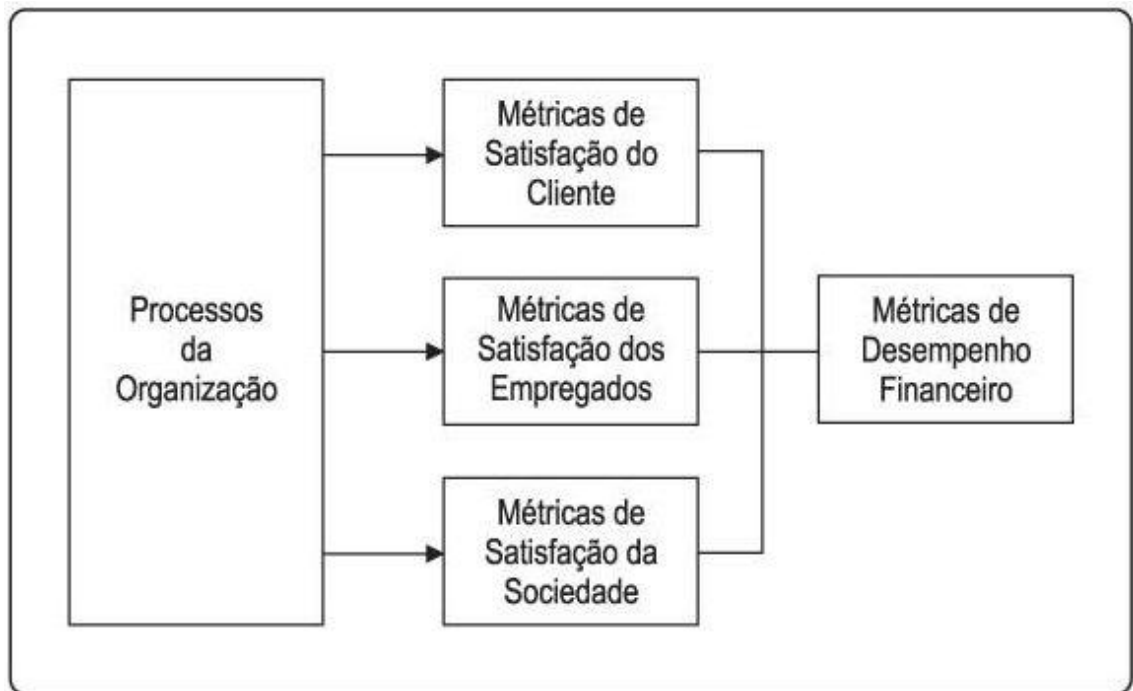 Processos
da
Organização
Métricas de
Satisfação do
Cliente
Métricas de
Satisfação dos
Empregados
Métricas de
Satisfação da
Sociedade
Métricas de
Desempenho
Financeiro